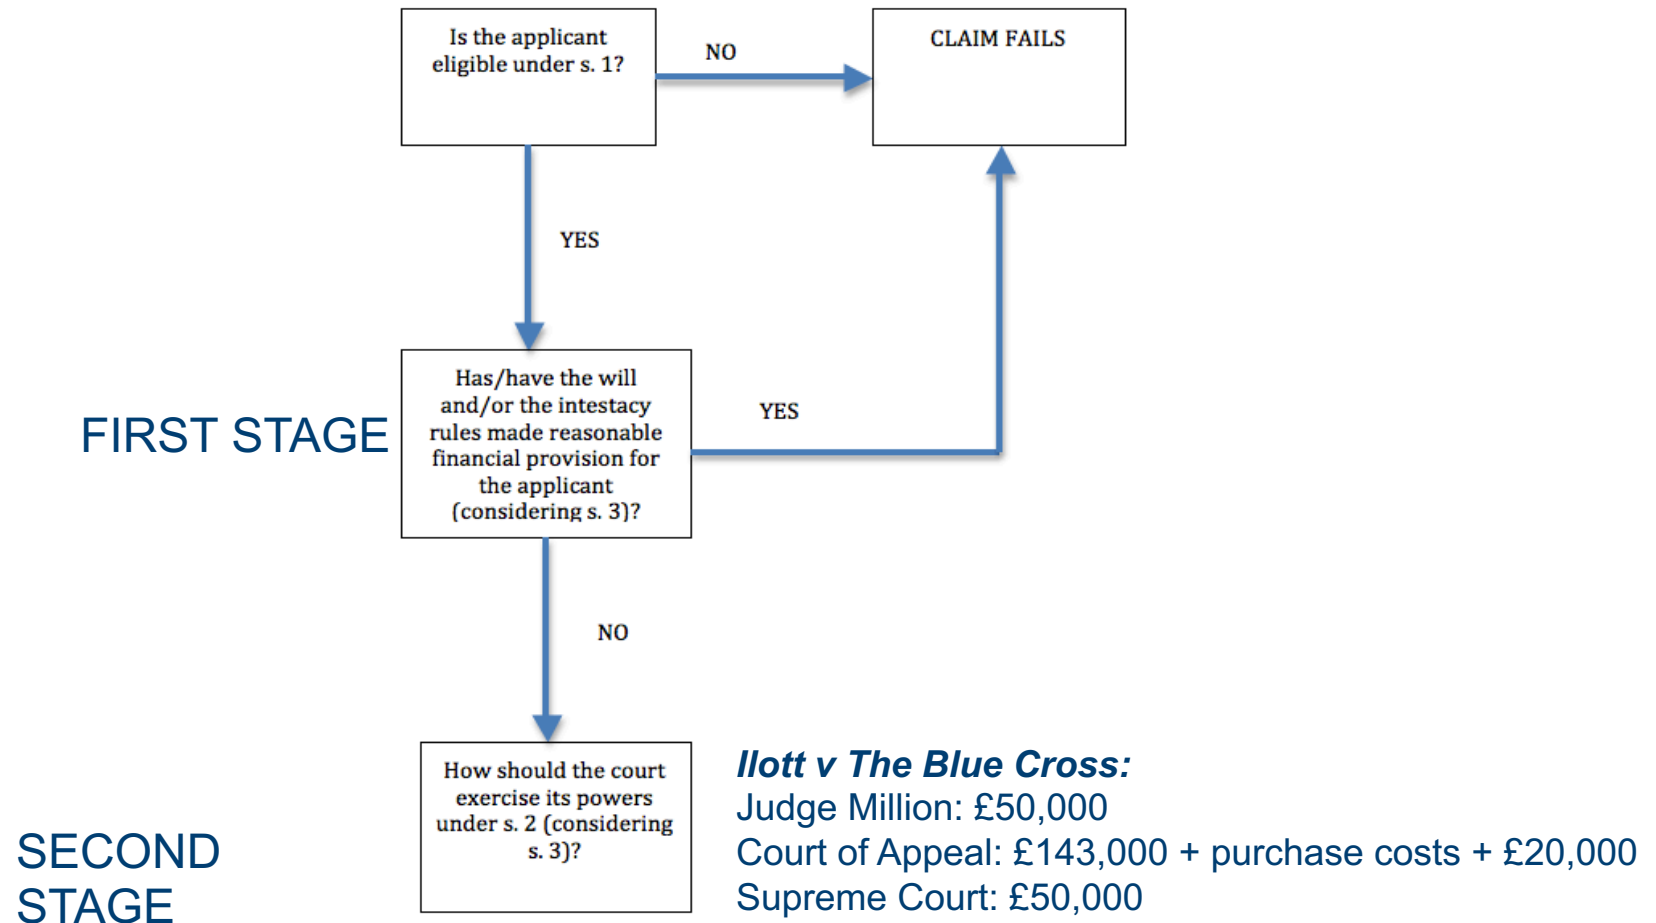 Is the applicant
eligible under s. 1?
NO
CLAIM FAILS
YES
FIRST STAGE
Has/have the will
and/or the intestacy
rules made reasonable
financial provision for
the applicant
(considering s. 3)?
YES
NO
SECOND
STAGE
How should the court
exercise its powers
under s. 2 (considering
s. 3)?
Ilott v The Blue Cross:
Judge Million: £50,000
Court of Appeal: £143,000 + purchase costs + £20,000
Supreme Court: £50,000